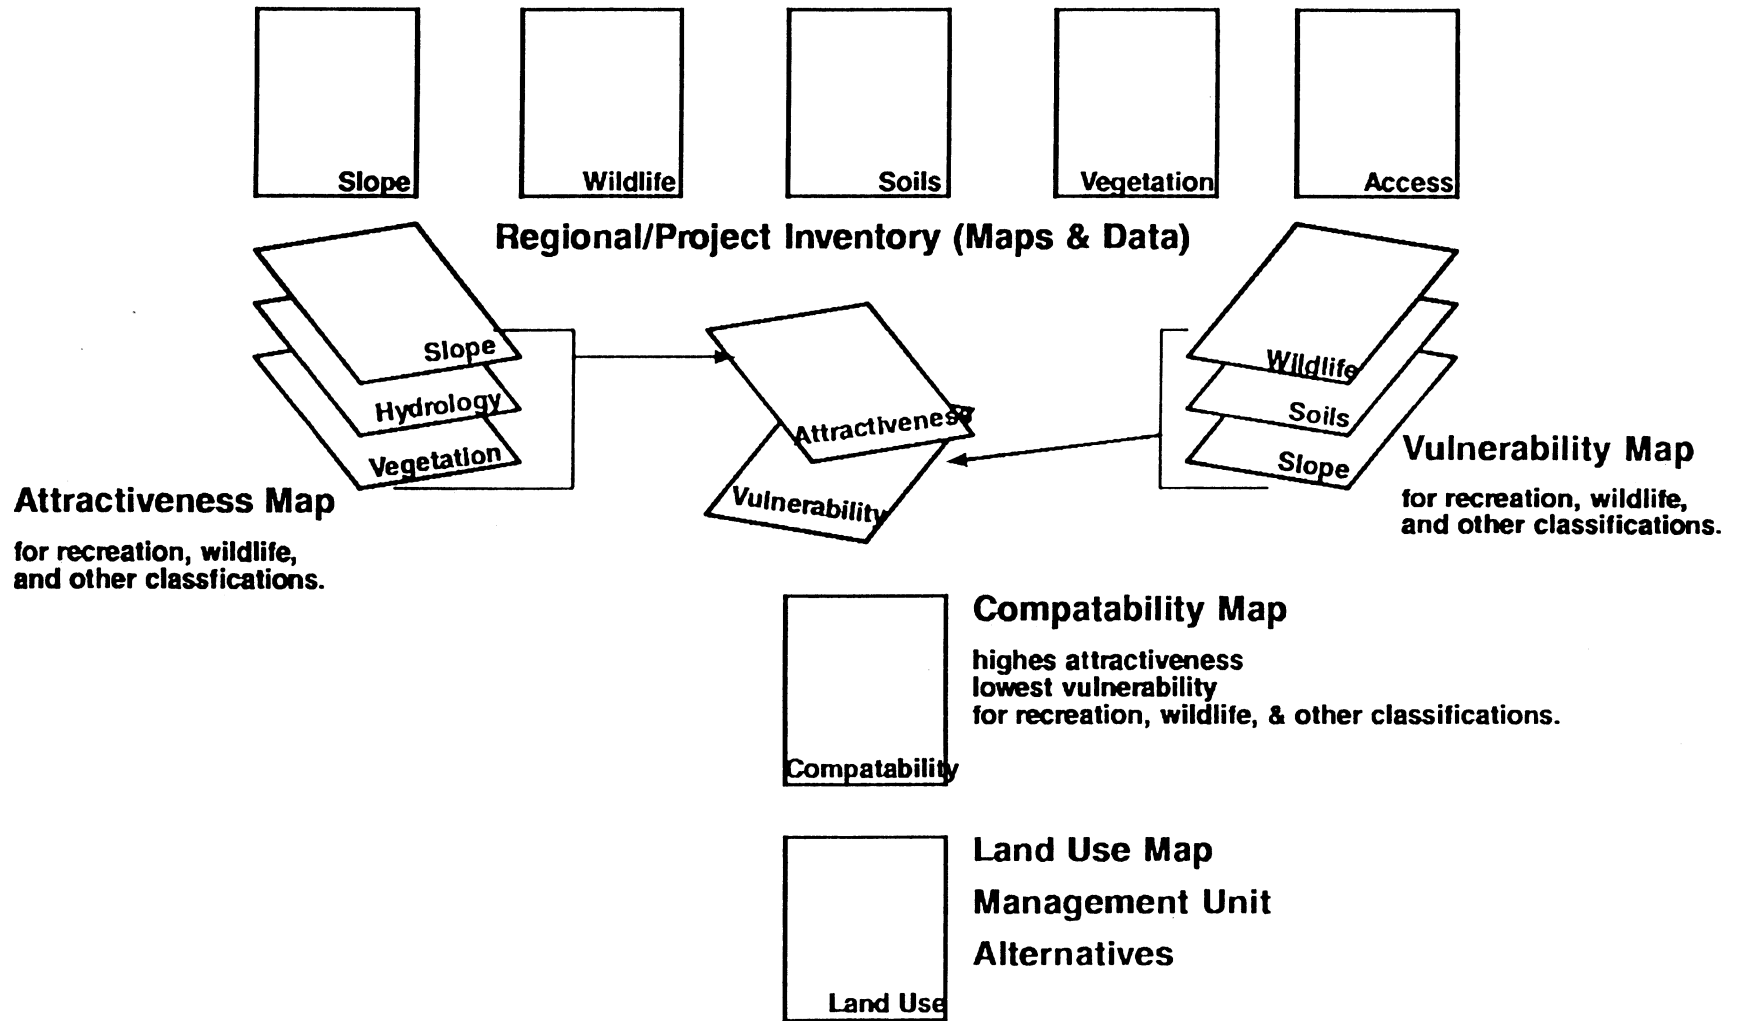 Slope
Wildlife
Soils
Vegetation
Access
Regional/Project Inventory (Maps & Data)
Slope
Hydrology
Vegetation
Attractiveness Map
for recreation, wildlife,
and other classfications.
Attractiveness
Vulnerability
Wildlife
Soils
Slope
Vulnerability Map
for recreation, wildlife,
and other classifications.
Compatability Map
highes attractiveness
lowest vulnerability
for recreation, wildlife, & other classifications.
Compatability
Land Use Map
Management Unit
Alternatives
Land Use